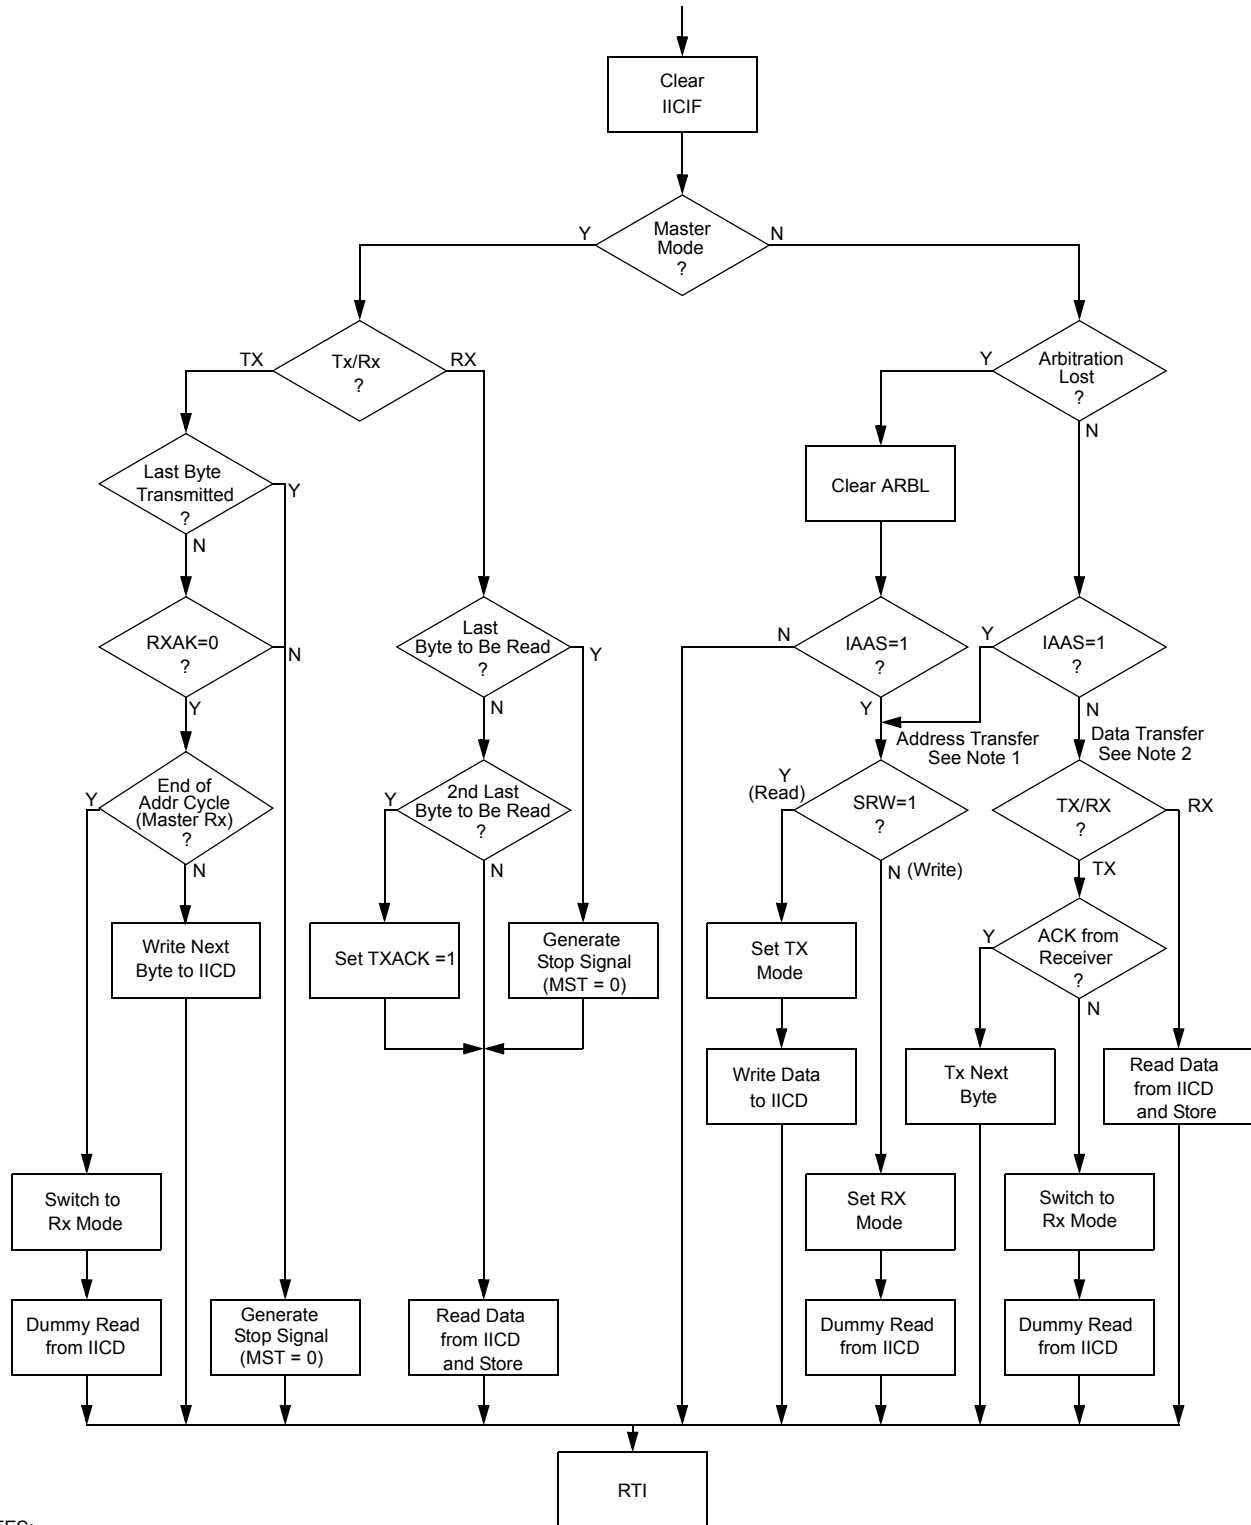 Clear
IICIF
Master
Mode
?
Y
N
Tx/Rx
?
TX
RX
Arbitration
Lost
?
Y
N
Last Byte
Transmitted
?
Y
N
Clear ARBL
RXAK=0
?
N
Y
Last
Byte to Be Read
?
Y
N
IAAS=1
?
N
Y
IAAS=1
?
Y
N
Address Transfer
See Note 1
Data Transfer
See Note 2
End of
Addr Cycle
(Master Rx)
?
Y
N
2nd Last
Byte to Be Read
?
Y
N
Y
(Read)
SRW=1
?
N (Write)
TX/RX
?
RX
TX
Write Next
Byte to IICD
Set TXACK =1
Generate
Stop Signal
(MST = 0)
Set TX
Mode
ACK from
Receiver
?
Y
N
Write Data
to IICD
Tx Next
Byte
Read Data
from IICD
and Store
Switch to
Rx Mode
Set RX
Mode
Switch to
Rx Mode
Dummy Read
from IICD
Generate
Stop Signal
(MST = 0)
Read Data
from IICD
and Store
Dummy Read
from IICD
Dummy Read
from IICD
RTI